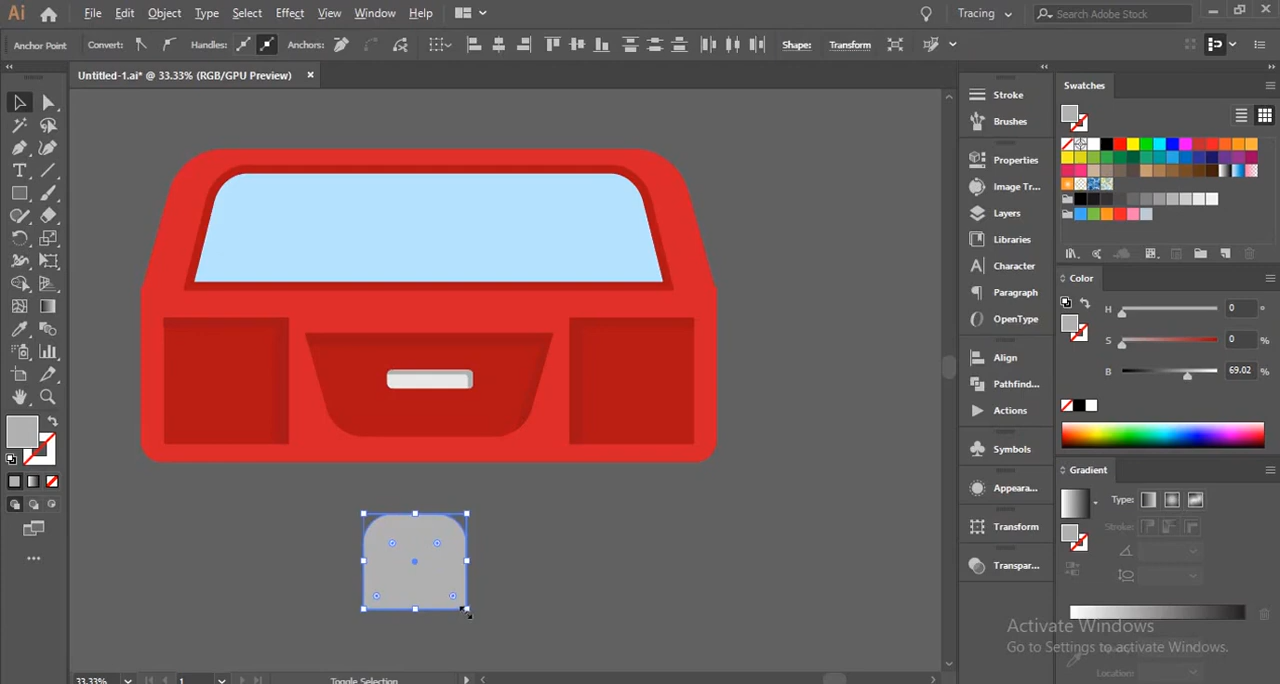 Ai File Edit Object Type Select Effect View Window Help Tracing Search Adobe Stock
Anchor Point Convert: Handles: Anchors: Shape: Transform
Untitled-1.ai* @ 33.33% (RGB/GPU Preview) ×
Stroke
Brushes
Properties
Image Tr...
Layers
Libraries
Character
Paragraph
OpenType
Align
Pathfind...
Actions
Symbols
Appeara...
Transform
Transpar...
Swatches
Color
H 0 °
S 0 %
B 69.02 %
Gradient
Type:
Stroke:
Location:
Activate Windows
Go to Settings to activate Windows.
33.33% 1 Toggle Selection